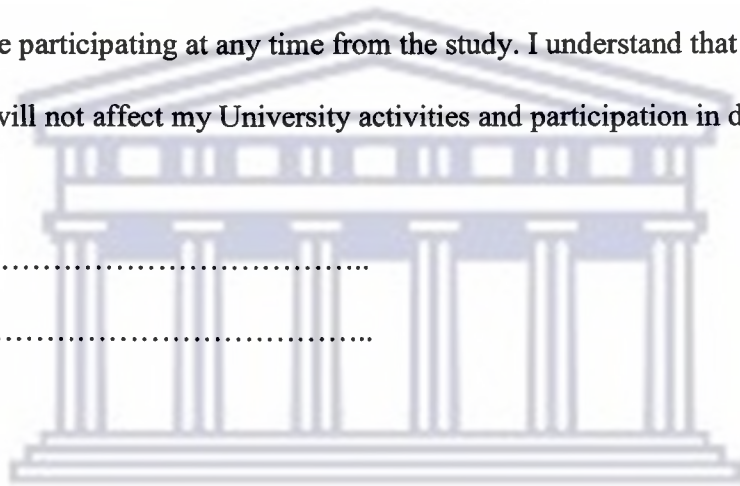 e participating at any time from the study. I understand that
will not affect my University activities and participation in d
.............................................
.............................................